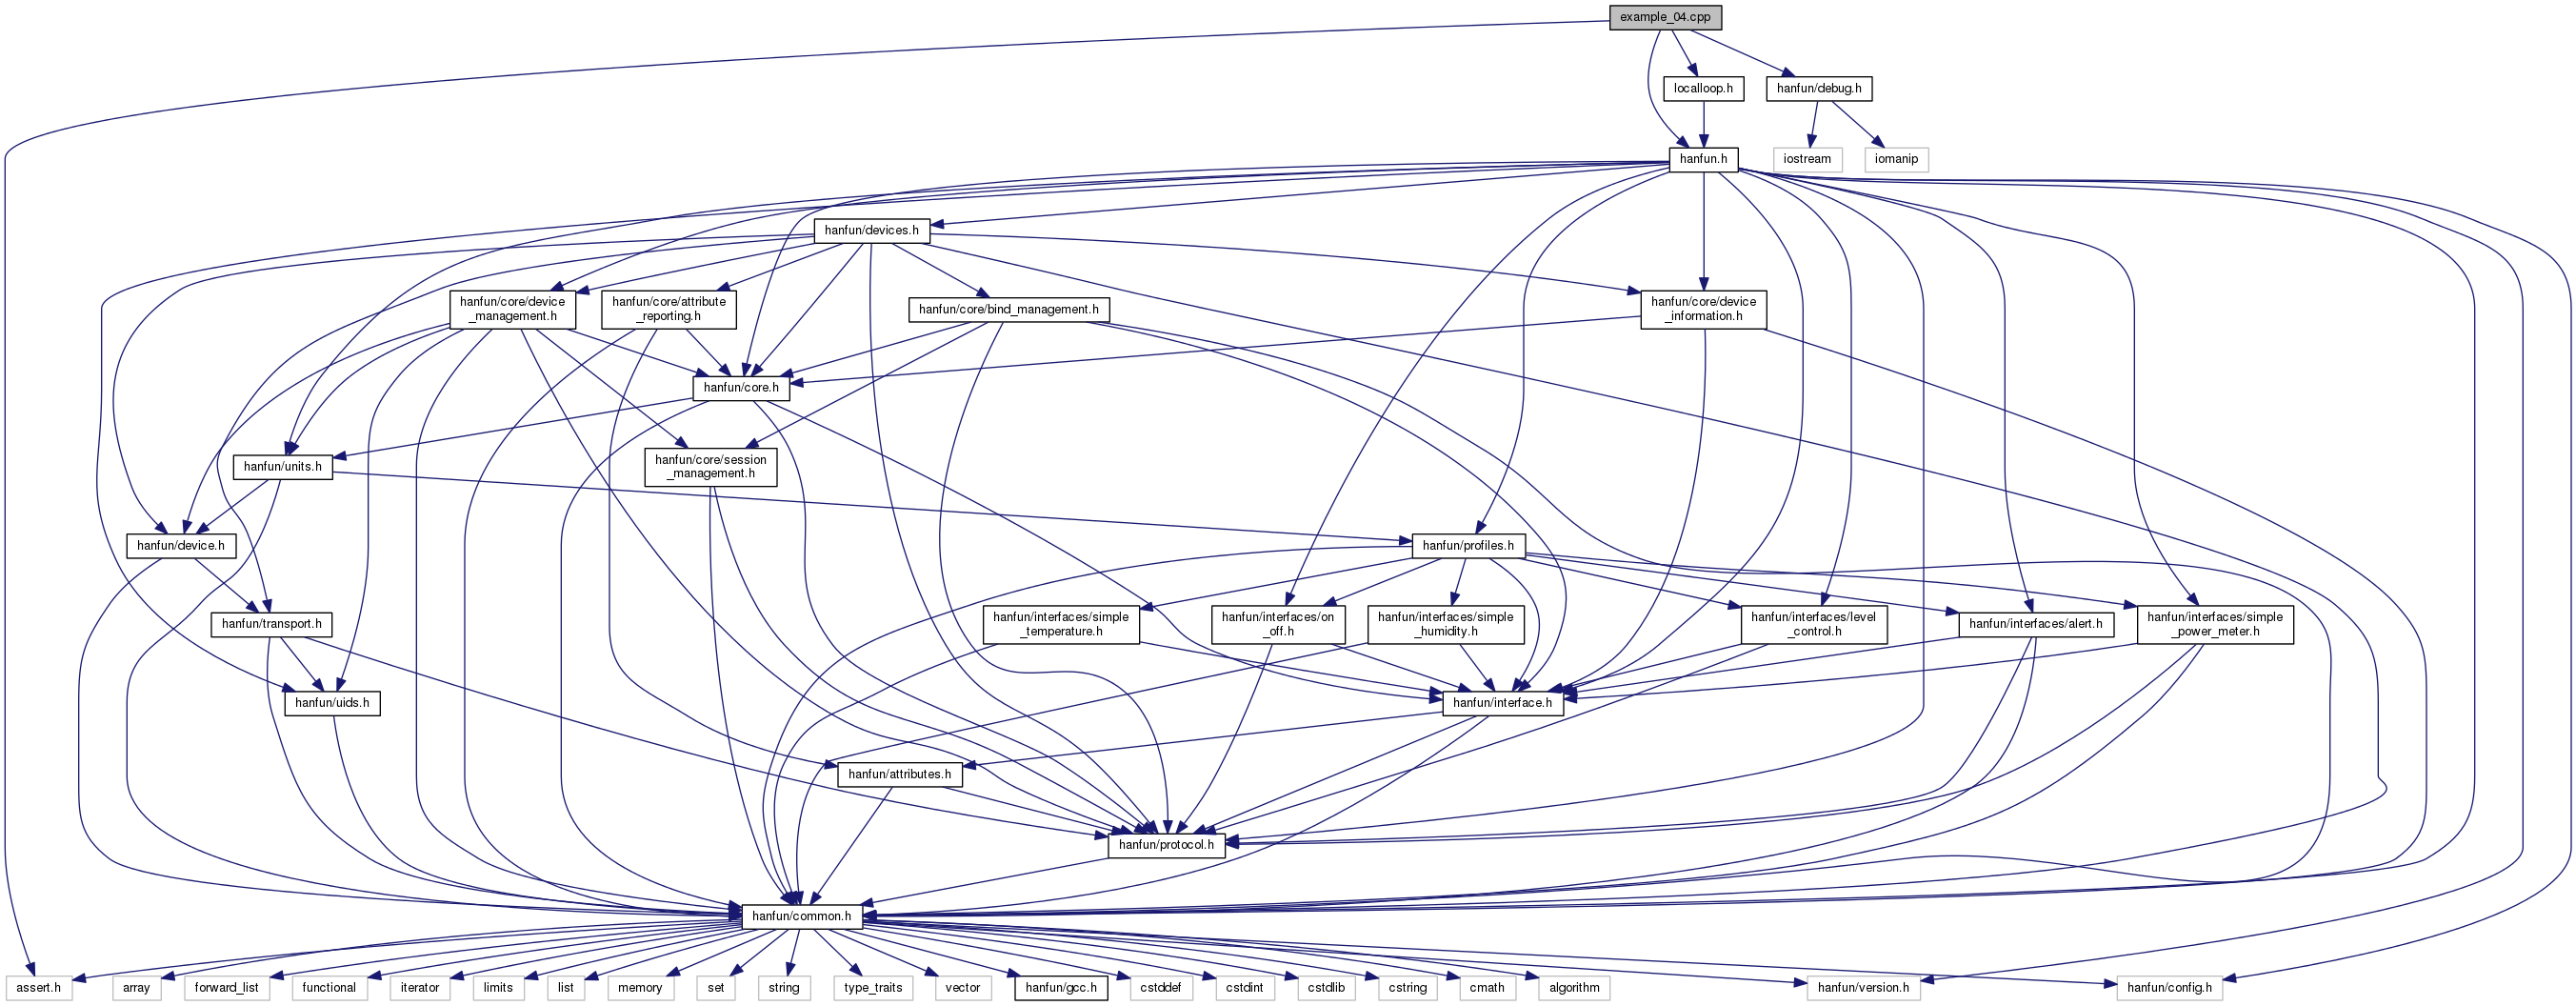 example_04.cpp
localloop.h
hanfun/debug.h
hanfun.h
iostream
iomanip
hanfun/devices.h
hanfun/core/device
_management.h
hanfun/core/attribute
_reporting.h
hanfun/core/bind_management.h
hanfun/core/device
_information.h
hanfun/core.h
hanfun/units.h
hanfun/core/session
_management.h
hanfun/device.h
hanfun/profiles.h
hanfun/transport.h
hanfun/interfaces/simple
_temperature.h
hanfun/interfaces/on
_off.h
hanfun/interfaces/simple
_humidity.h
hanfun/interfaces/level
_control.h
hanfun/interfaces/alert.h
hanfun/interfaces/simple
_power_meter.h
hanfun/uids.h
hanfun/interface.h
hanfun/attributes.h
hanfun/protocol.h
hanfun/common.h
assert.h
array
forward_list
functional
iterator
limits
list
memory
set
string
type_traits
vector
hanfun/gcc.h
cstddef
cstdint
cstdlib
cstring
cmath
algorithm
hanfun/version.h
hanfun/config.h